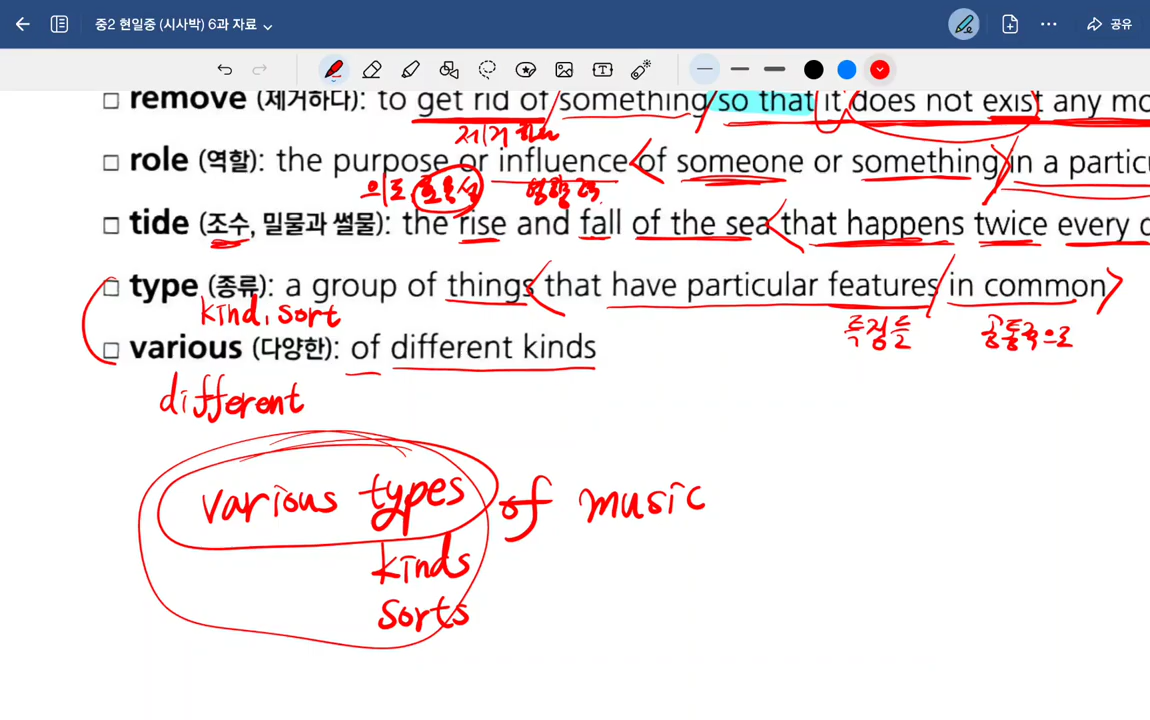 중2 현일중 (시사박) 6과 자료
공유
remove (제거하다): to get rid of something so that it does not exist any mo
제거 하다
role (역할): the purpose or influence of someone or something in a particu
의도 효용성 영향력
tide (조수, 밀물과 썰물): the rise and fall of the sea that happens twice every d
type (종류): a group of things that have particular features in common
kind, sort 특징들 공통적으로
various (다양한): of different kinds
different
various types of music
kinds
sorts